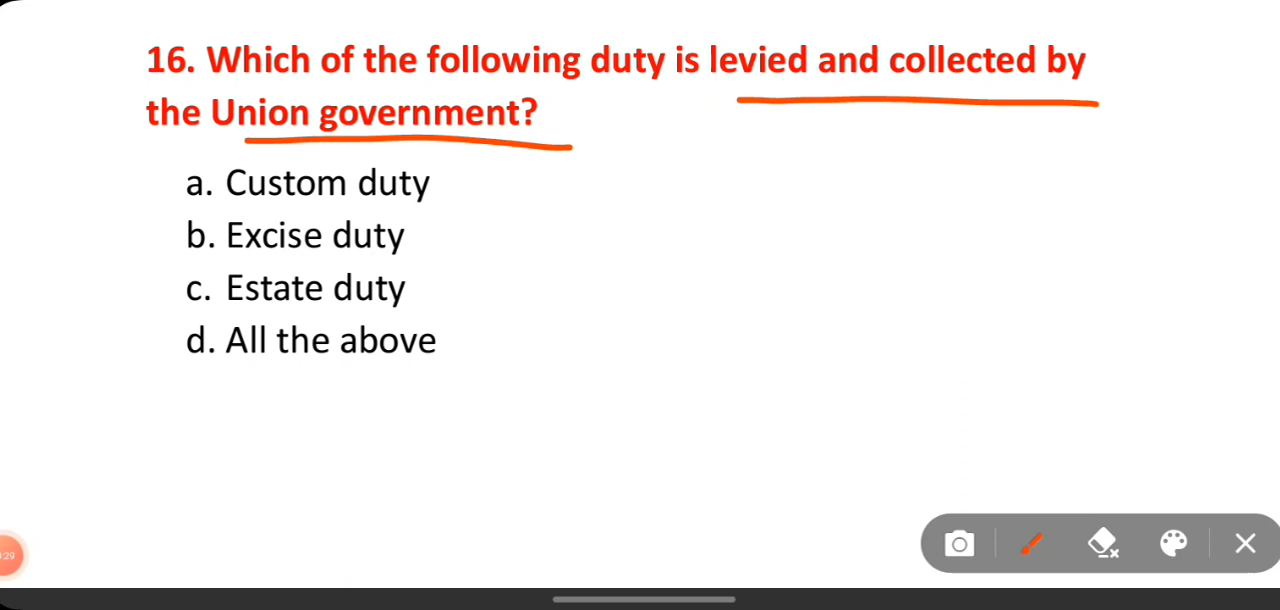 16. Which of the following duty is levied and collected by
the Union government?
a. Custom duty
b. Excise duty
c. Estate duty
d. All the above
:29